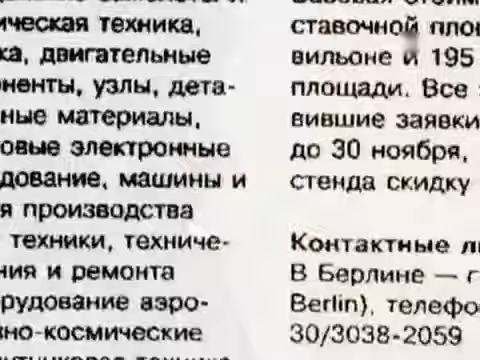 ическая техника,
ка, двигательные
оненты, узлы, дета-
ные материалы,
овые электронные
дование, машины и
я производства
техники, техниче-
ния и ремонта
рудование аэро-
но-космические
ставочной пло
вильоне и 195
площади. Все
вившие заявки
до 30 ноября,
стенда скидку
Контактные л
В Берлине — г
Berlin), телефо
30/3038-2059